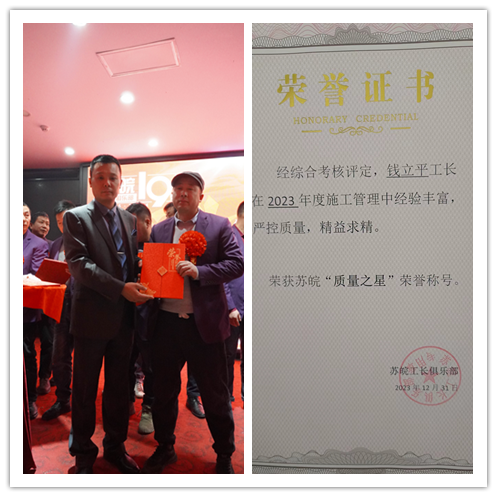 皖19
荣誉证书
HONORARY CREDENTIAL
经综合考核评定，钱立平工长
在2023年度施工管理中经验丰富，
严控质量，精益求精。
荣获苏皖“质量之星”荣誉称号。
苏皖工长俱乐部
2023年12月31日